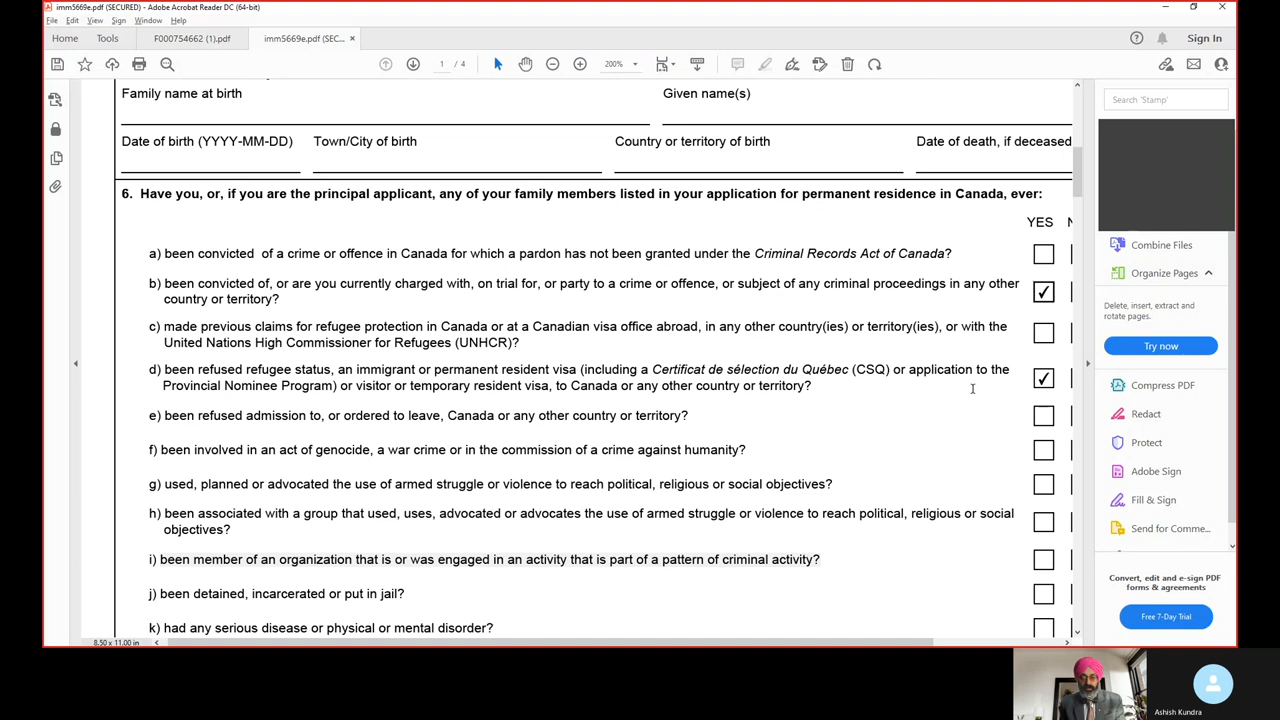 imm5669e.pdf (SECURED) - Adobe Acrobat Reader DC (64-bit)
File Edit View Sign Window Help
Home Tools F000754662 (1).pdf imm5669e.pdf (SEC... × Sign In
1 / 4 200%
Family name at birth Given name(s)
Date of birth (YYYY-MM-DD) Town/City of birth Country or territory of birth Date of death, if deceased
6. Have you, or, if you are the principal applicant, any of your family members listed in your application for permanent residence in Canada, ever:
YES
a) been convicted of a crime or offence in Canada for which a pardon has not been granted under the Criminal Records Act of Canada?
b) been convicted of, or are you currently charged with, on trial for, or party to a crime or offence, or subject of any criminal proceedings in any other
country or territory?
c) made previous claims for refugee protection in Canada or at a Canadian visa office abroad, in any other country(ies) or territory(ies), or with the
United Nations High Commissioner for Refugees (UNHCR)?
d) been refused refugee status, an immigrant or permanent resident visa (including a Certificat de sélection du Québec (CSQ) or application to the
Provincial Nominee Program) or visitor or temporary resident visa, to Canada or any other country or territory?
e) been refused admission to, or ordered to leave, Canada or any other country or territory?
f) been involved in an act of genocide, a war crime or in the commission of a crime against humanity?
g) used, planned or advocated the use of armed struggle or violence to reach political, religious or social objectives?
h) been associated with a group that used, uses, advocated or advocates the use of armed struggle or violence to reach political, religious or social
objectives?
i) been member of an organization that is or was engaged in an activity that is part of a pattern of criminal activity?
j) been detained, incarcerated or put in jail?
k) had any serious disease or physical or mental disorder?
8.50 x 11.00 in
Search 'Stamp'
Combine Files
Organize Pages
Delete, insert, extract and
rotate pages.
Try now
Compress PDF
Redact
Protect
Adobe Sign
Fill & Sign
Send for Comme...
Convert, edit and e-sign PDF
forms & agreements
Free 7-Day Trial
Ashish Kundra